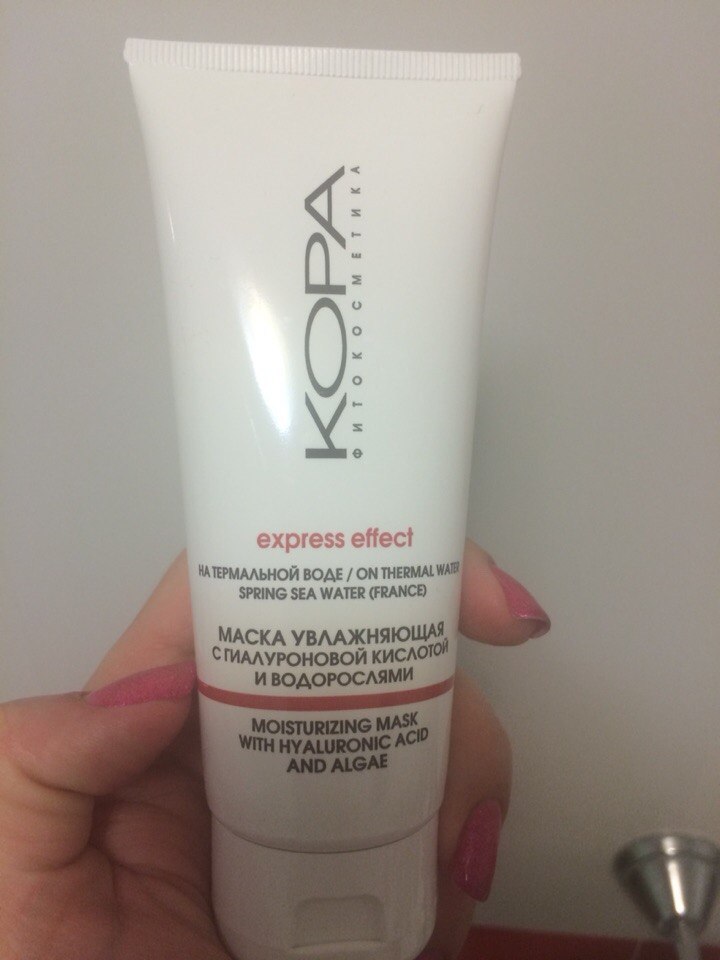 КОРА
ФИТОКОСМЕТИКА
express effect
НА ТЕРМАЛЬНОЙ ВОДЕ / ON THERMAL WATER
SPRING SEA WATER (FRANCE)
МАСКА УВЛАЖНЯЮЩАЯ
С ГИАЛУРОНОВОЙ КИСЛОТОЙ
И ВОДОРОСЛЯМИ
MOISTURIZING MASK
WITH HYALURONIC ACID
AND ALGAE